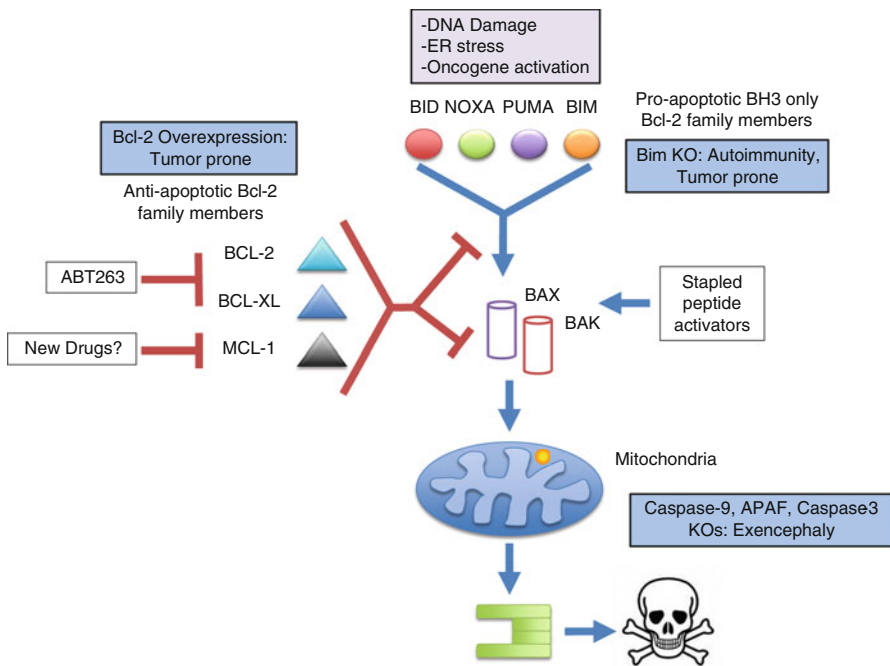 -DNA Damage
-ER stress
-Oncogene activation
BID NOXA PUMA BIM
Pro-apoptotic BH3 only
Bcl-2 family members
Bcl-2 Overexpression:
Tumor prone
Bim KO: Autoimmunity,
Tumor prone
Anti-apoptotic Bcl-2
family members
BCL-2
ABT263
BCL-XL
New Drugs?
MCL-1
BAX
BAK
Stapled
peptide
activators
Mitochondria
Caspase-9, APAF, Caspase3
KOs: Exencephaly